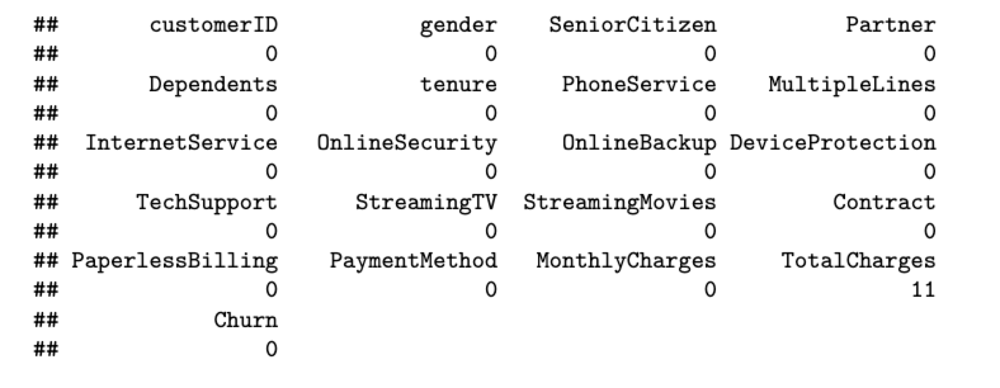 ## customerID gender SeniorCitizen Partner
## 0 0 0 0
## Dependents tenure PhoneService MultipleLines
## 0 0 0 0
## InternetService OnlineSecurity OnlineBackup DeviceProtection
## 0 0 0 0
## TechSupport StreamingTV StreamingMovies Contract
## 0 0 0 0
## PaperlessBilling PaymentMethod MonthlyCharges TotalCharges
## 0 0 0 11
## Churn
## 0